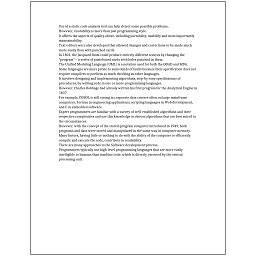 Use of a static code analysis tool can help detect some possible problems.
However, readability is more than just programming style.
It affects the aspects of quality above, including portability, usability and most importantly
maintainability.
Text editors were also developed that allowed changes and corrections to be made much
more easily than with punched cards.
In 1801, the Jacquard loom could produce entirely different weaves by changing the
"program" – a series of pasteboard cards with holes punched in them.
The Unified Modeling Language (UML) is a notation used for both the OOAD and MDA.
Some languages are more prone to some kinds of faults because their specification does not
require compilers to perform as much checking as other languages.
It involves designing and implementing algorithms, step-by-step specifications of
procedures, by writing code in one or more programming languages.
However, Charles Babbage had already written his first program for the Analytical Engine in
1837.
For example, COBOL is still strong in corporate data centers often on large mainframe
computers, Fortran in engineering applications, scripting languages in Web development,
and C in embedded software.
Expert programmers are familiar with a variety of well-established algorithms and their
respective complexities and use this knowledge to choose algorithms that are best suited to
the circumstances.
However, with the concept of the stored-program computer introduced in 1949, both
programs and data were stored and manipulated in the same way in computer memory.
Many factors, having little or nothing to do with the ability of the computer to efficiently
compile and execute the code, contribute to readability.
There are many approaches to the Software development process.
Programmers typically use high-level programming languages that are more easily
intelligible to humans than machine code, which is directly executed by the central
processing unit.